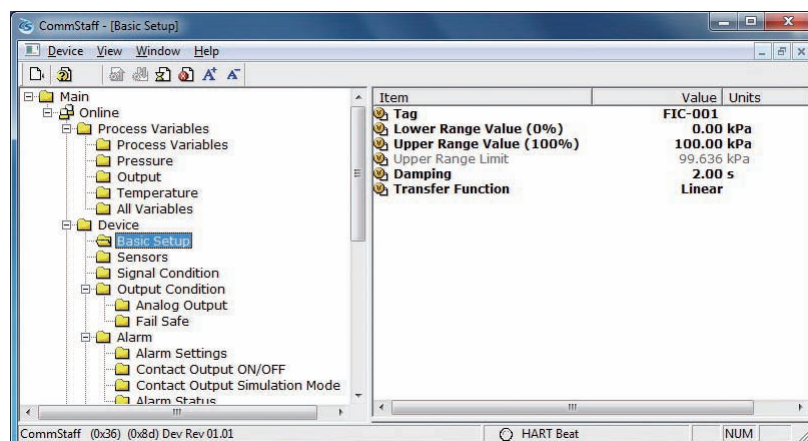 CommStaff - [Basic Setup]
Device View Window Help
Main
Online
Process Variables
Process Variables
Pressure
Output
Temperature
All Variables
Device
Basic Setup
Sensors
Signal Condition
Output Condition
Analog Output
Fail Safe
Alarm
Alarm Settings
Contact Output ON/OFF
Contact Output Simulation Mode
Alarm Status
Item Value Units
Tag FIC-001
Lower Range Value (0%) 0.00 kPa
Upper Range Value (100%) 100.00 kPa
Upper Range Limit 99.636 kPa
Damping 2.00 s
Transfer Function Linear
CommStaff (0x36) (0x8d) Dev Rev 01.01 HART Beat NUM